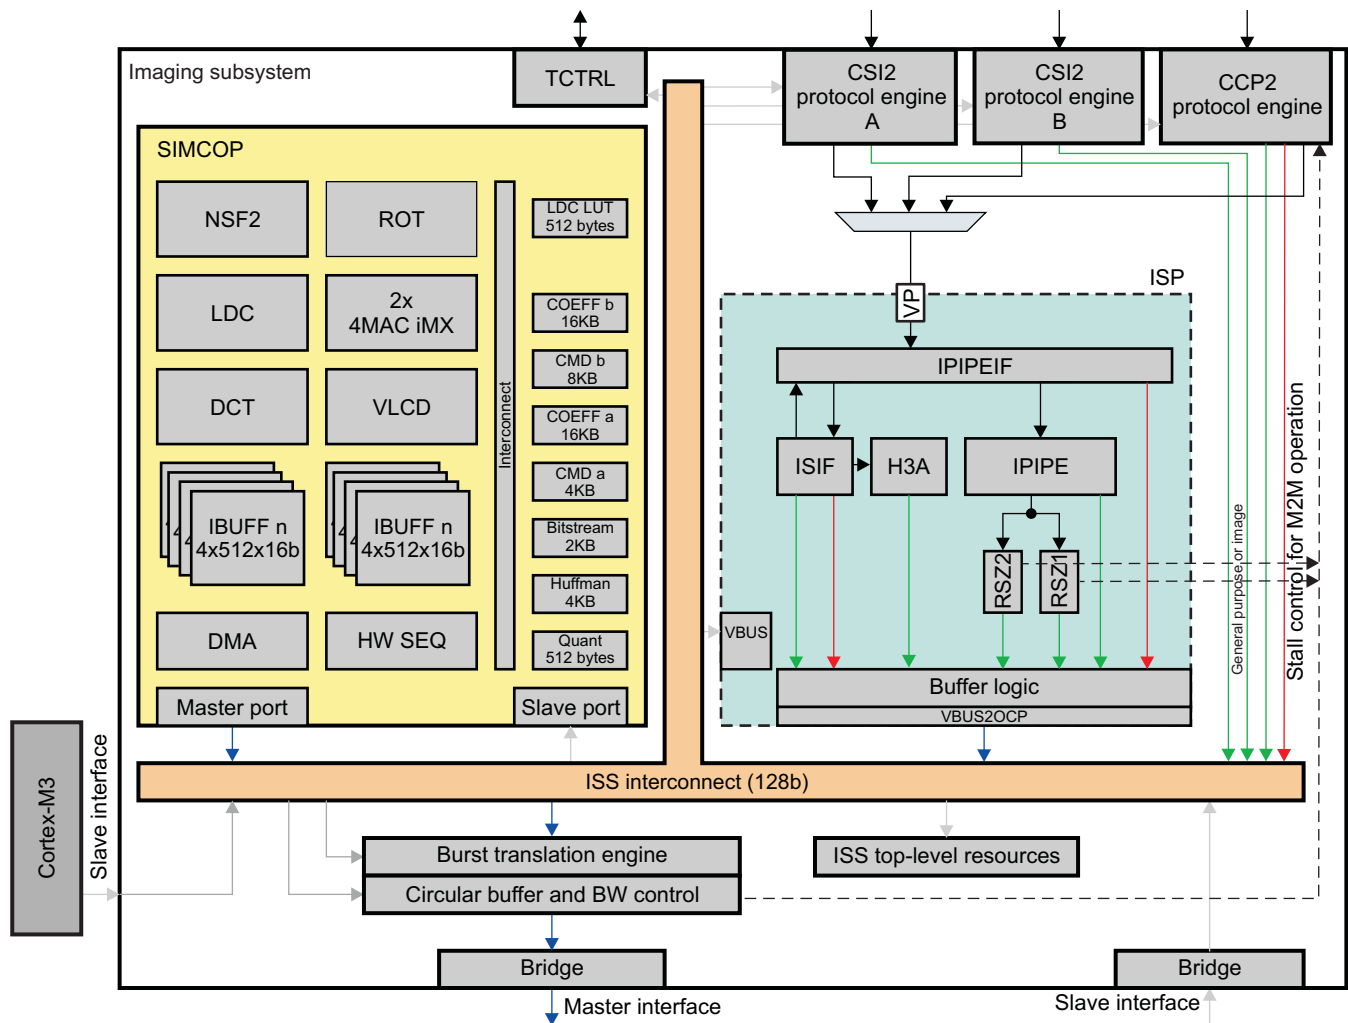 Imaging subsystem
TCTRL
CSI2
protocol engine
A
CSI2
protocol engine
B
CCP2
protocol engine
SIMCOP
NSF2
ROT
LDC
2x
4MAC iMX
DCT
VLCD
4
4
IBUFF n
4x512x16b
4
4
IBUFF n
4x512x16b
DMA
HW SEQ
Master port
Slave port
Interconnect
LDC LUT
512 bytes
COEFF b
16KB
CMD b
8KB
COEFF a
16KB
CMD a
4KB
Bitstream
2KB
Huffman
4KB
Quant
512 bytes
ISP
VP
IPIPEIF
ISIF
H3A
IPIPE
RSZ2
RSZ1
VBUS
Buffer logic
VBUS2OCP
General purpose or image
Stall control for M2M operation
Cortex-M3
Slave interface
ISS interconnect (128b)
Burst translation engine
Circular buffer and BW control
ISS top-level resources
Bridge
Bridge
Master interface
Slave interface